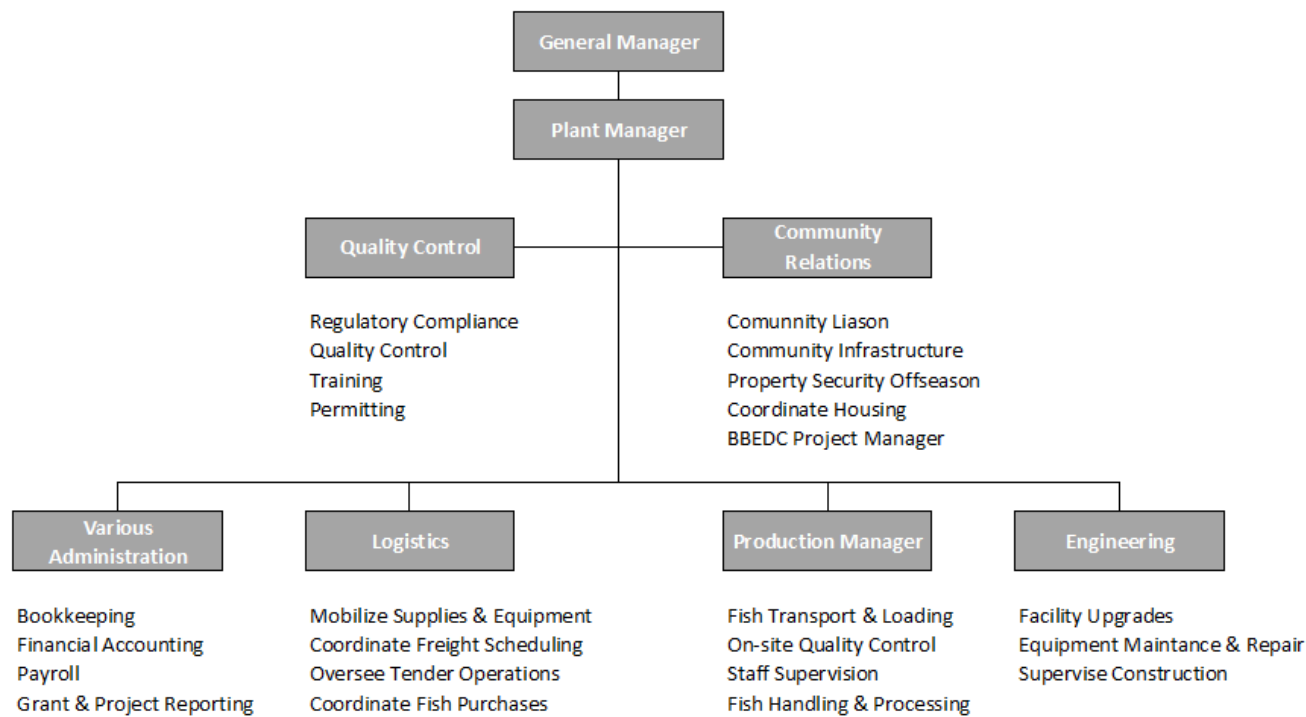 General Manager
Plant Manager
Quality Control
Community
Relations
Regulatory Compliance
Quality Control
Training
Permitting
Comunnity Liason
Community Infrastructure
Property Security Offseason
Coordinate Housing
BBEDC Project Manager
Various
Administration
Logistics
Production Manager
Engineering
Bookkeeping
Financial Accounting
Payroll
Grant & Project Reporting
Mobilize Supplies & Equipment
Coordinate Freight Scheduling
Oversee Tender Operations
Coordinate Fish Purchases
Fish Transport & Loading
On-site Quality Control
Staff Supervision
Fish Handling & Processing
Facility Upgrades
Equipment Maintance & Repair
Supervise Construction